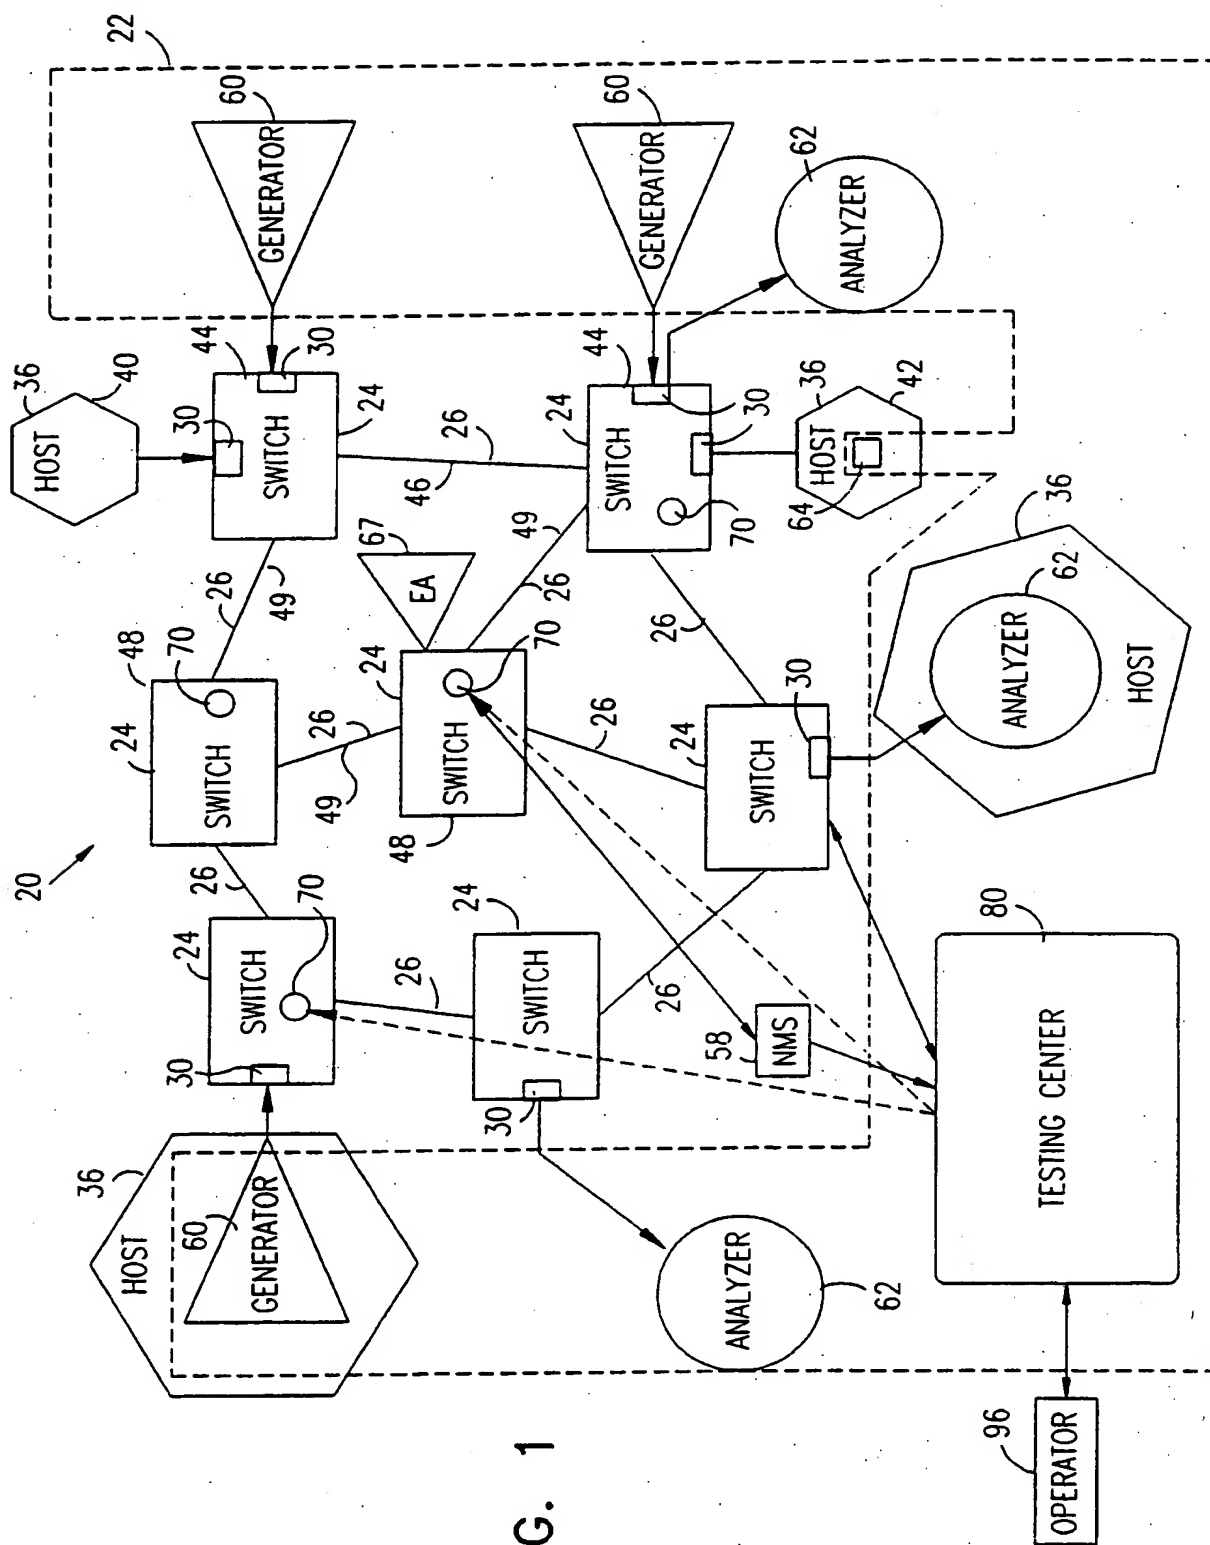 22
60
GENERATOR
60
GENERATOR
62
ANALYZER
36
40
HOST
30
44
30
SWITCH
24
26
46
44
24
30
SWITCH
70
36
42
HOST
64
26
49
48
70
24
SWITCH
26
49
67
EA
49
26
24
70
SWITCH
48
26
26
24
30
SWITCH
36
62
ANALYZER
HOST
20
26
24
70
SWITCH
30
26
24
SWITCH
30
26
58
NMS
80
TESTING CENTER
36
HOST
60
GENERATOR
ANALYZER
62
96
OPERATOR
G. 1